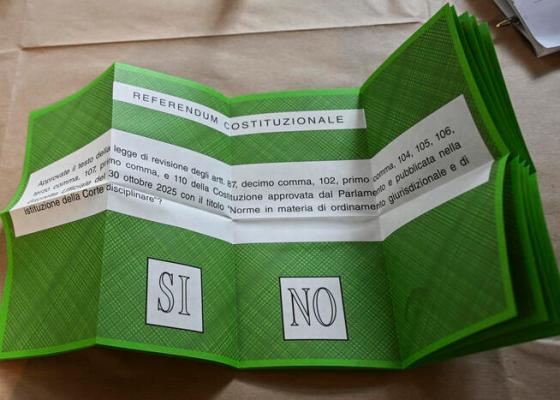 REFERENDUM COSTITUZIONALE
Approvate il testo della legge di revisione degli artt. 87, decimo comma, 102, primo comma, 104, 105, 106,
terzo comma, 107, primo comma, e 110 della Costituzione approvata dal Parlamento e pubblicata nella
Ufficiale del 30 ottobre 2025 con il titolo "Norme in materia di ordinamento giurisdizionale e di
istituzione della Corte disciplinare"?
SI NO